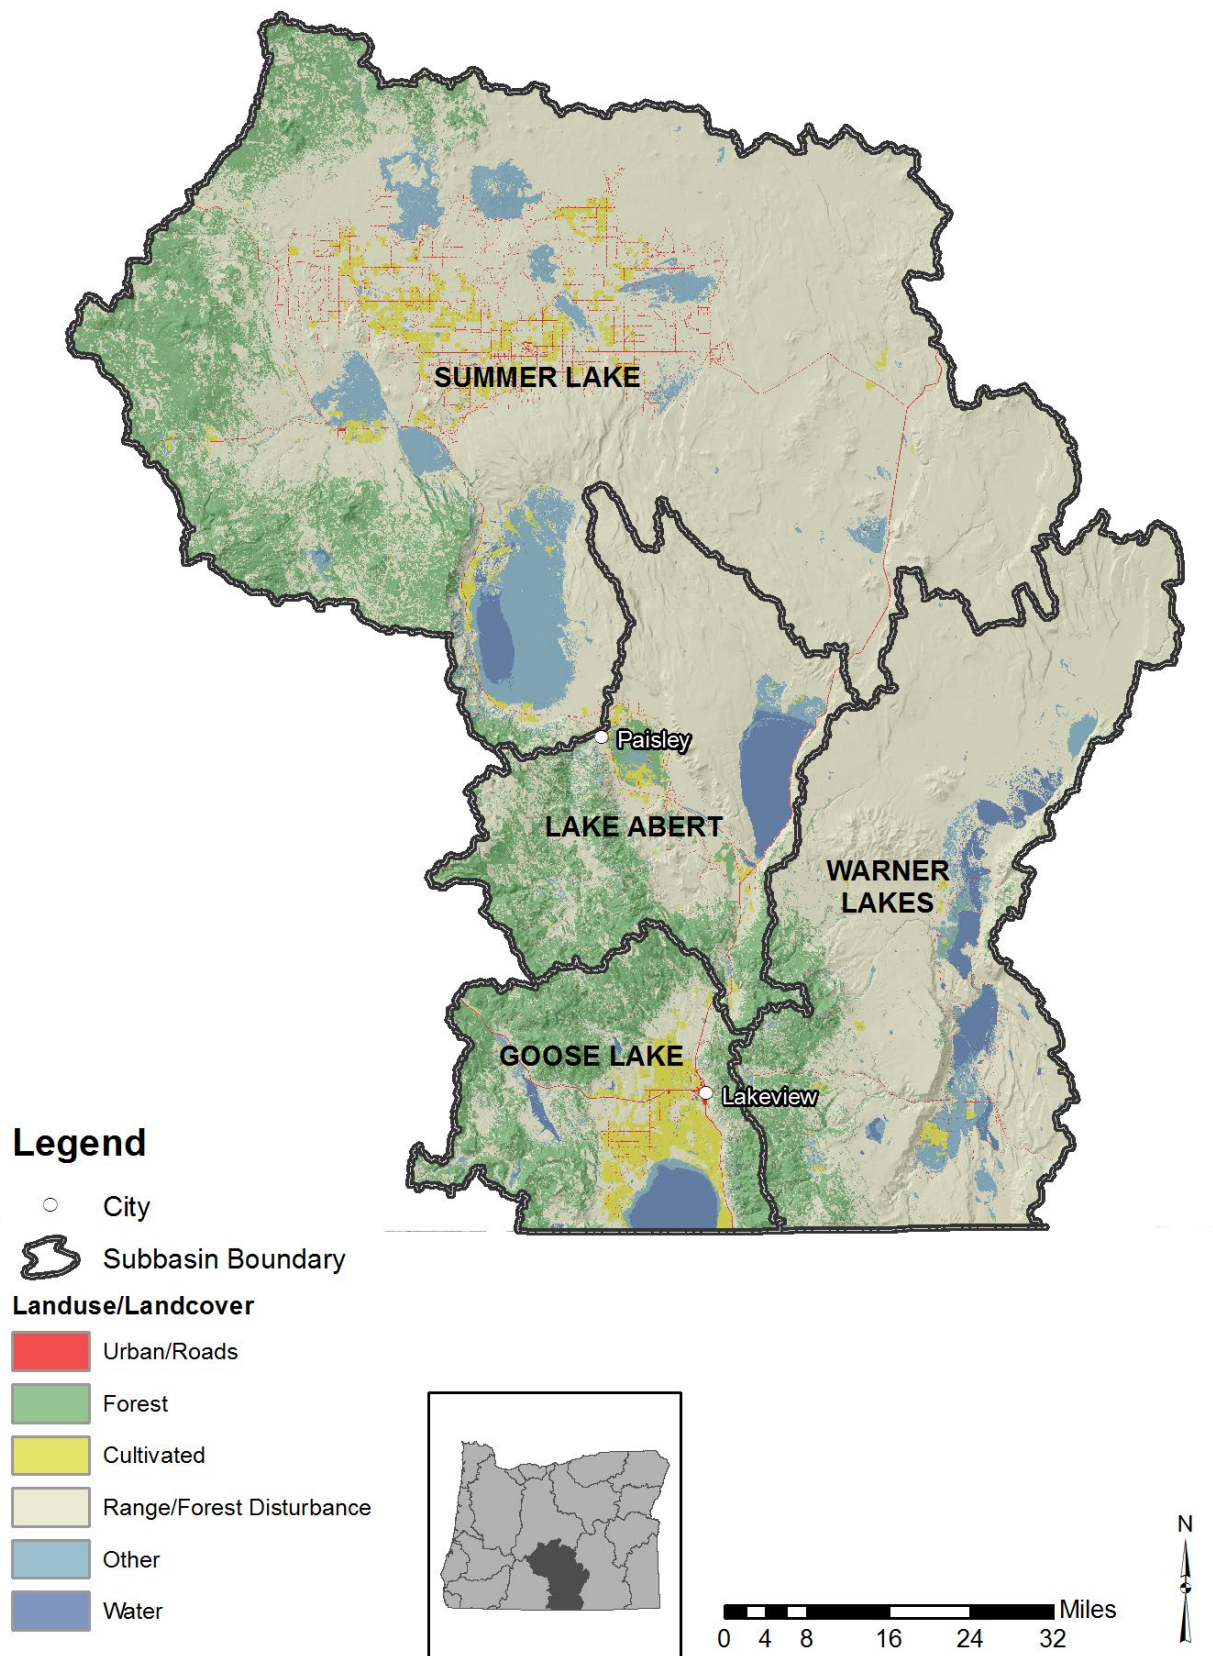 SUMMER LAKE
Paisley
LAKE ABERT
WARNER
LAKES
GOOSE LAKE
Lakeview
Legend
City
Subbasin Boundary
Landuse/Landcover
Urban/Roads
Forest
Cultivated
Range/Forest Disturbance
Other
Water
N
Miles
0 4 8 16 24 32